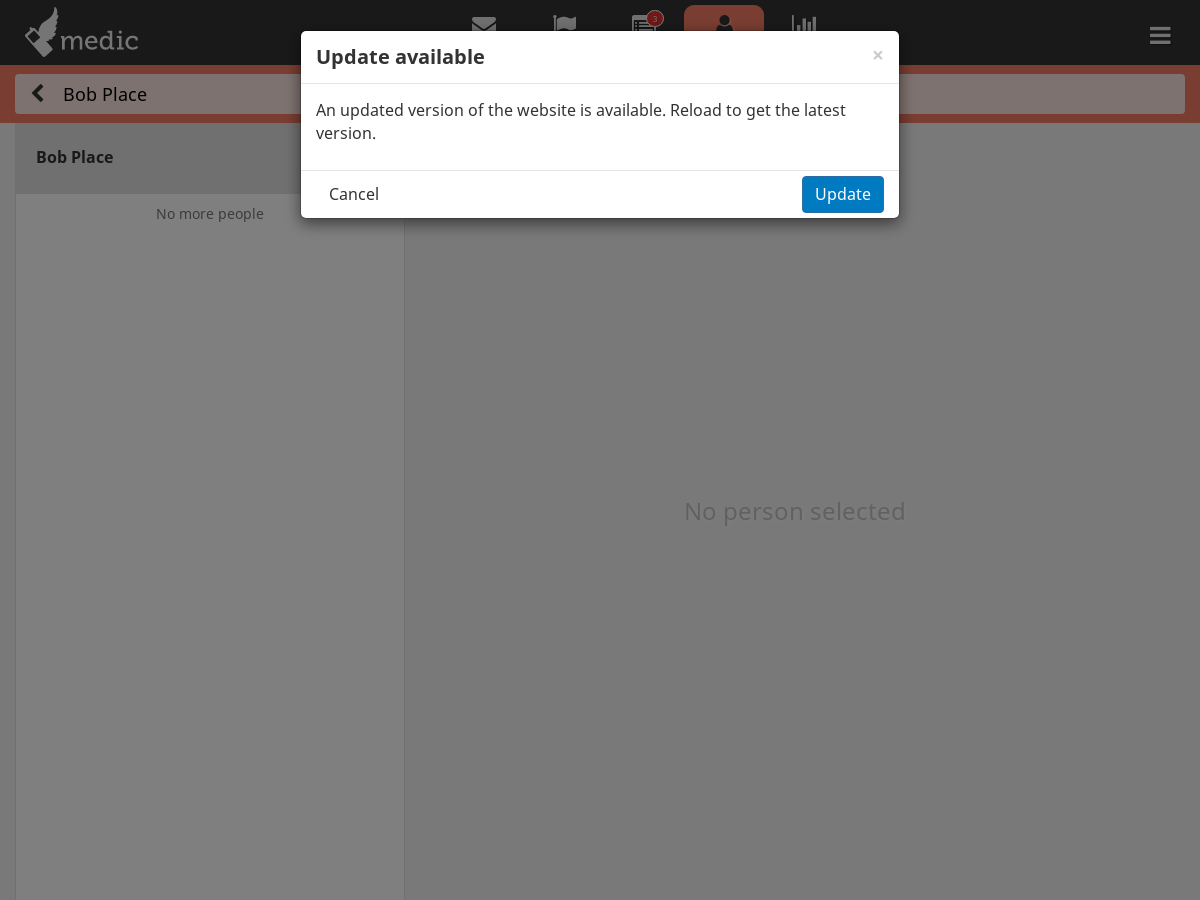 medic
3
Update available
×
Bob Place
An updated version of the website is available. Reload to get the latest
version.
Bob Place
Cancel
Update
No more people
No person selected